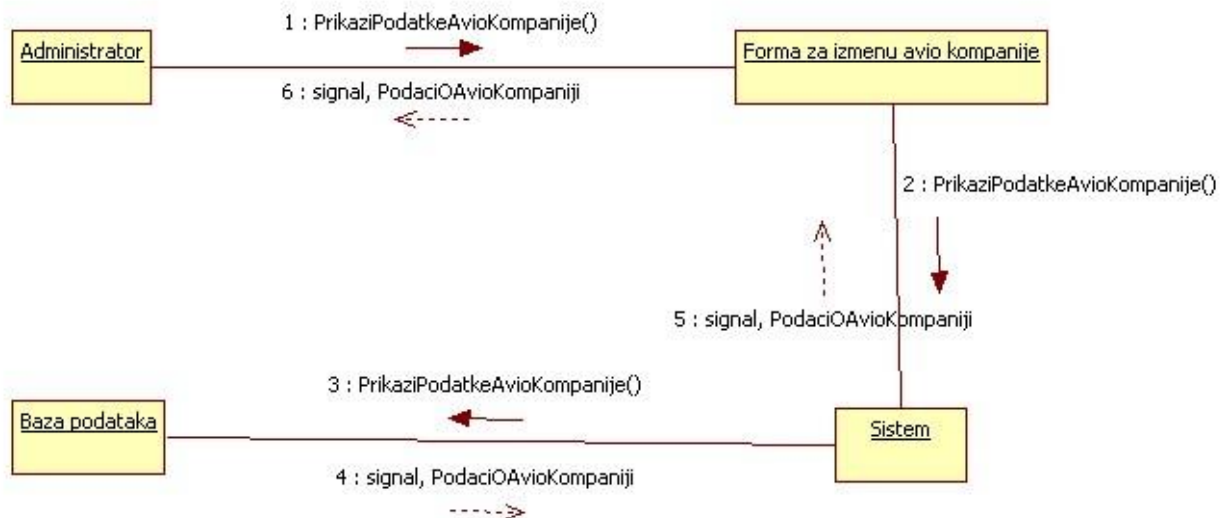 1 : PrikaziPodatkeAvioKompanije()
Administrator
Forma za izmenu avio kompanije
6 : signal, PodaciOAvioKompaniji
2 : PrikaziPodatkeAvioKompanije()
5 : signal, PodaciOAvioKompaniji
3 : PrikaziPodatkeAvioKompanije()
Baza podataka
Sistem
4 : signal, PodaciOAvioKompaniji